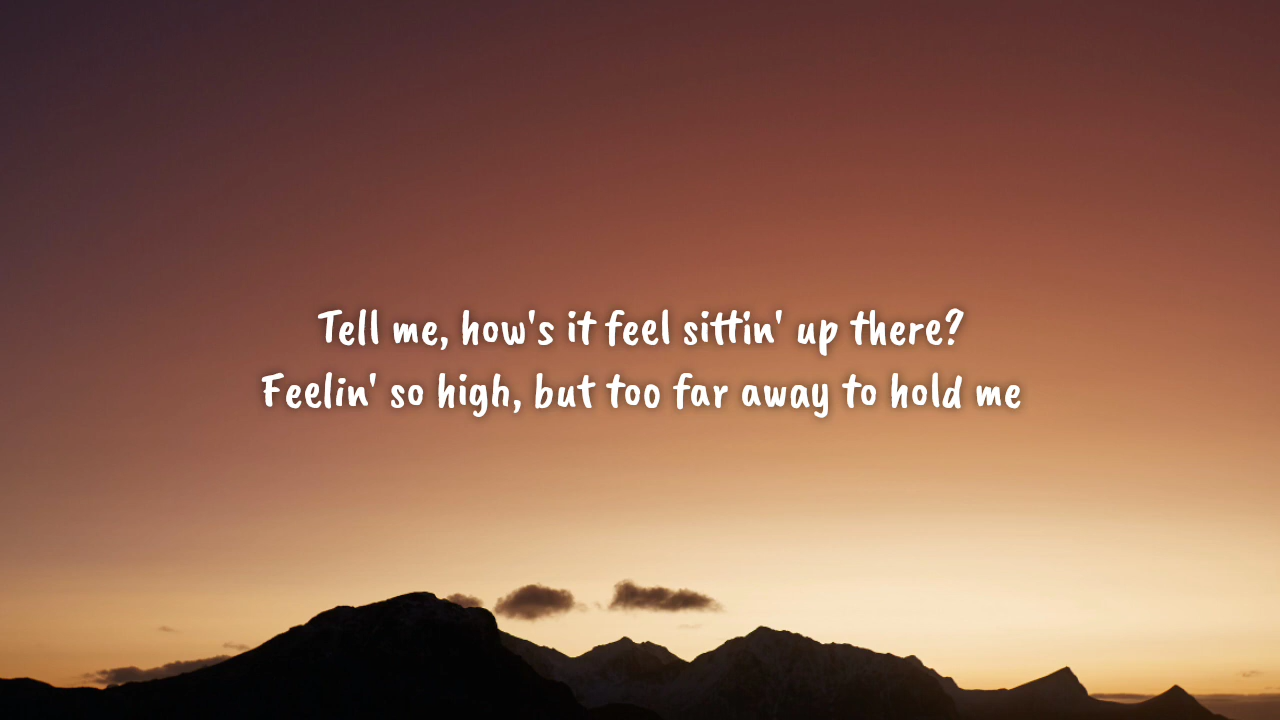 Tell me, how's it feel sittin' up there?
Feelin' so high, but too far away to hold me